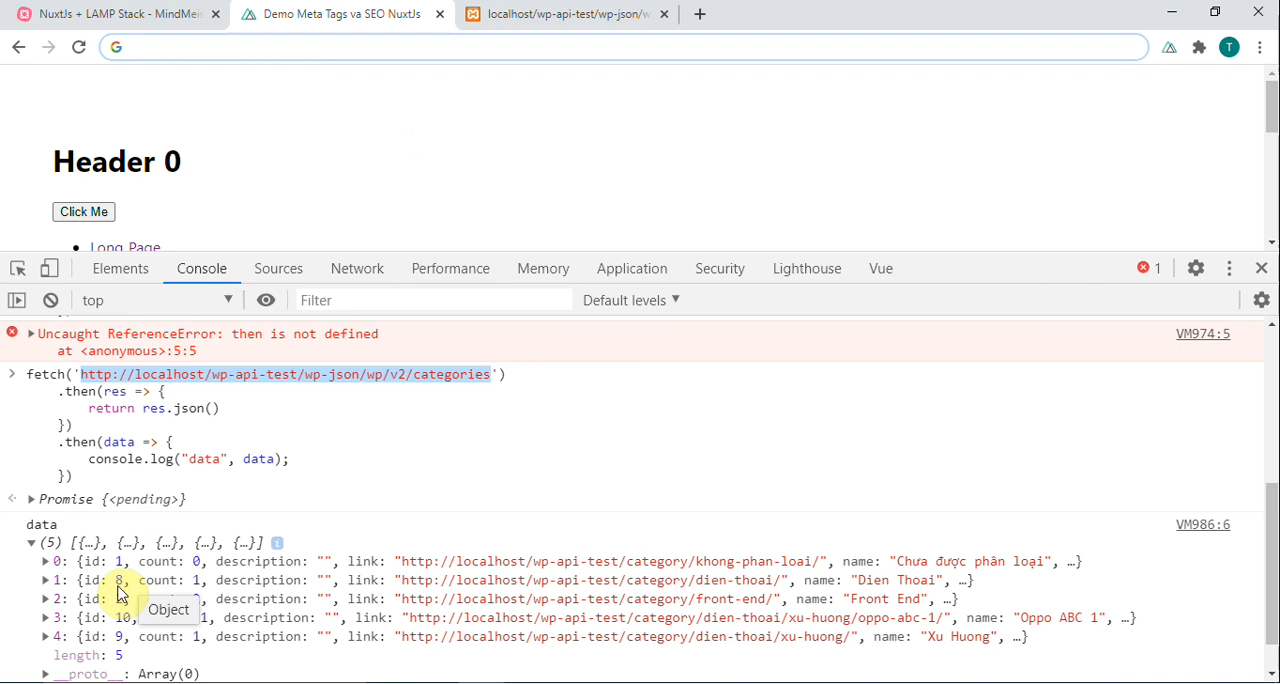 NuxtJs + LAMP Stack - MindMeis
Demo Meta Tags va SEO NuxtJs
localhost/wp-api-test/wp-json/w
T
Header 0
Click Me
Long Page
Elements Console Sources Network Performance Memory Application Security Lighthouse Vue 1
top Filter Default levels
Uncaught ReferenceError: then is not defined VM974:5
at <anonymous>:5:5
fetch('http://localhost/wp-api-test/wp-json/wp/v2/categories')
.then(res => {
return res.json()
})
.then(data => {
console.log("data", data);
})
Promise {<pending>}
data VM986:6
(5) [{…}, {…}, {…}, {…}, {…}]
0: {id: 1, count: 0, description: "", link: "http://localhost/wp-api-test/category/khong-phan-loai/", name: "Chưa được phân loại", …}
1: {id: 8, count: 1, description: "", link: "http://localhost/wp-api-test/category/dien-thoai/", name: "Dien Thoai", …}
2: {id: description: "", link: "http://localhost/wp-api-test/category/front-end/", name: "Front End", …}
3: {id: 10, 1, description: "", link: "http://localhost/wp-api-test/category/dien-thoai/xu-huong/oppo-abc-1/", name: "Oppo ABC 1", …}
Object
4: {id: 9, count: 1, description: "", link: "http://localhost/wp-api-test/category/dien-thoai/xu-huong/", name: "Xu Huong", …}
length: 5
__proto__: Array(0)